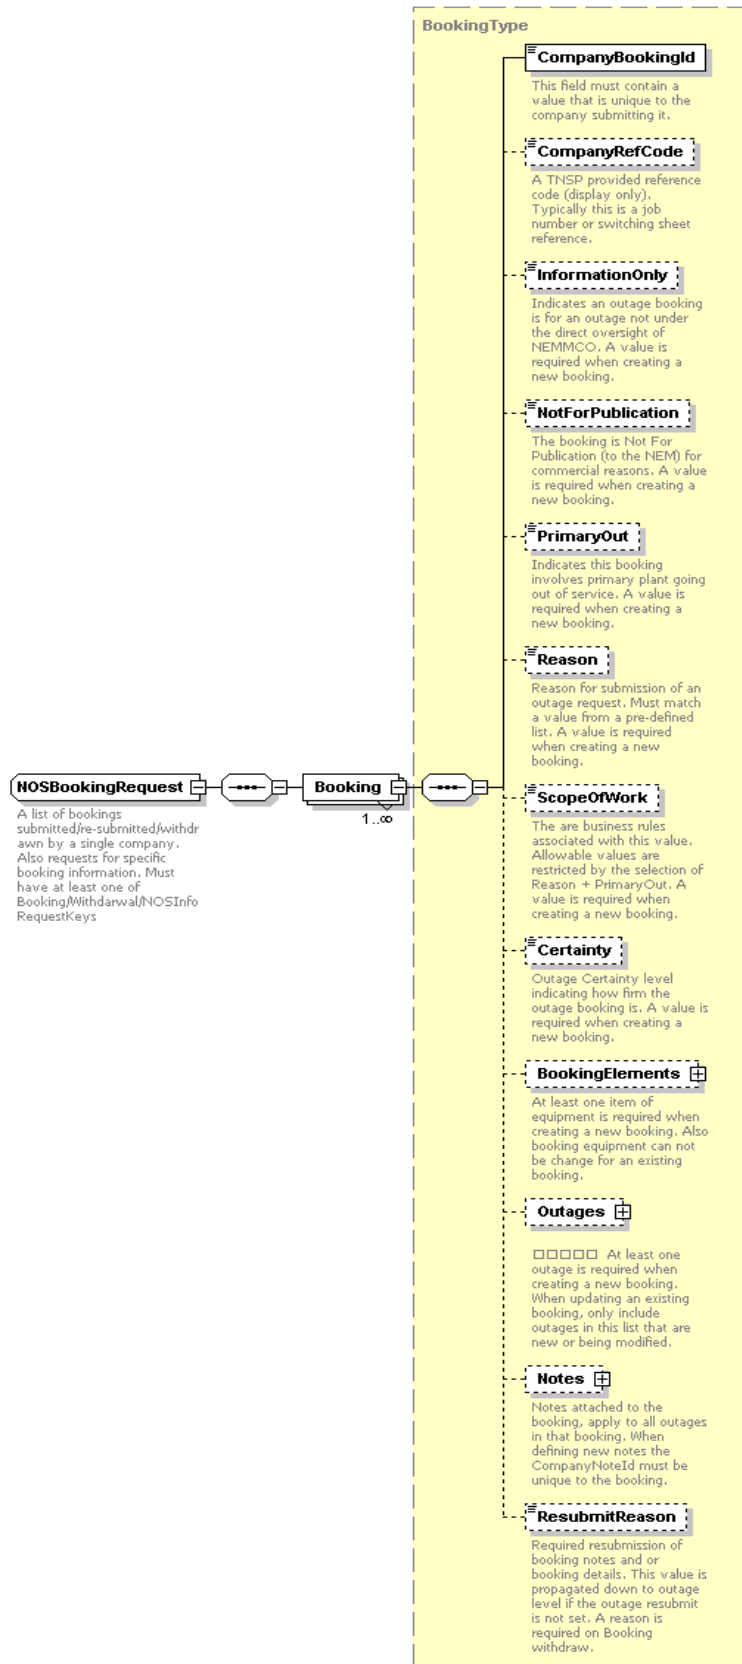 BookingType
CompanyBookingId
This field must contain a
value that is unique to the
company submitting it.
CompanyRefCode
A TNSP provided reference
code (display only).
Typically this is a job
number or switching sheet
reference.
InformationOnly
Indicates an outage booking
is for an outage not under
the direct oversight of
NEMMCO. A value is
required when creating a
new booking.
NotForPublication
The booking is Not For
Publication (to the NEM) for
commercial reasons. A value
is required when creating a
new booking.
PrimaryOut
Indicates this booking
involves primary plant going
out of service. A value is
required when creating a
new booking.
Reason
Reason for submission of an
outage request. Must match
a value from a pre-defined
list. A value is required
when creating a new
booking.
NOSBookingRequest
A list of bookings
submitted/re-submitted/withdr
awn by a single company.
Also requests for specific
booking information. Must
have at least one of
Booking/Withdarwal/NOSInfo
RequestKeys
Booking
1..∞
ScopeOfWork
The are business rules
associated with this value.
Allowable values are
restricted by the selection of
Reason + PrimaryOut. A
value is required when
creating a new booking.
Certainty
Outage Certainty level
indicating how firm the
outage booking is. A value is
required when creating a
new booking.
BookingElements
At least one item of
equipment is required when
creating a new booking. Also
booking equipment can not
be change for an existing
booking.
Outages
□□□□□ At least one
outage is required when
creating a new booking.
When updating an existing
booking, only include
outages in this list that are
new or being modified.
Notes
Notes attached to the
booking, apply to all outages
in that booking. When
defining new notes the
CompanyNoteId must be
unique to the booking.
ResubmitReason
Required resubmission of
booking notes and or
booking details. This value is
propagated down to outage
level if the outage resubmit
is not set. A reason is
required on Booking
withdraw.